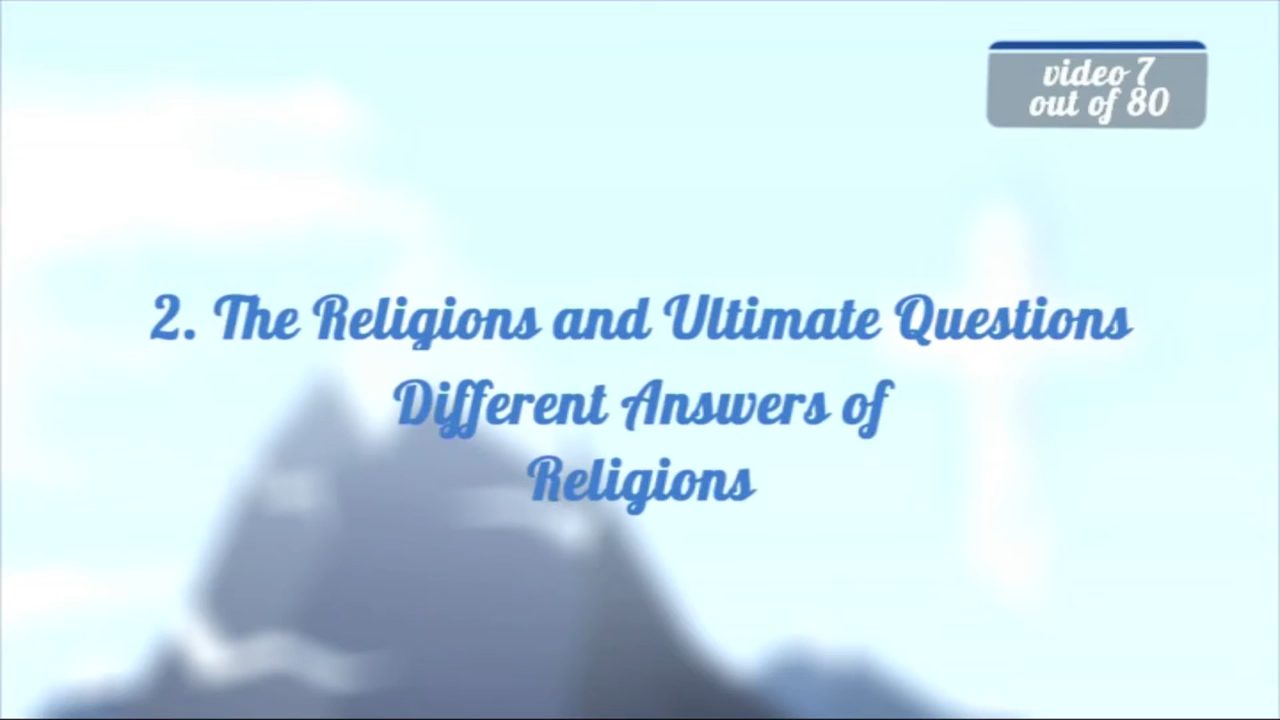 video 7
out of 80
2. The Religions and Ultimate Questions
Different Answers of
Religions